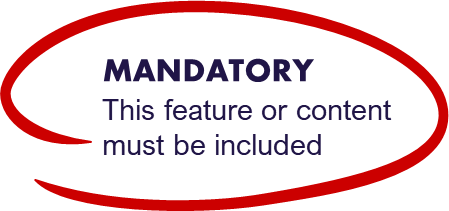 MANDATORY
This feature or content
must be included